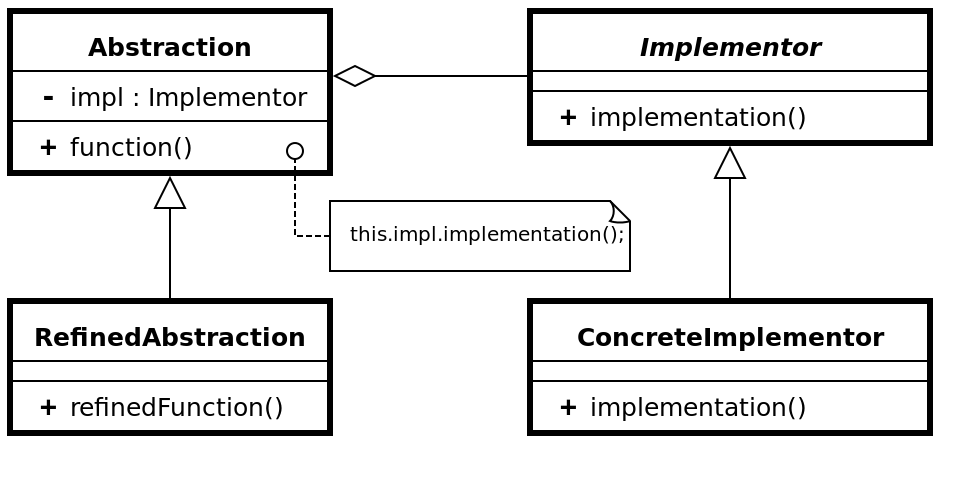 Abstraction
- impl : Implementor
+ function()
Implementor
+ implementation()
this.impl.implementation();
RefinedAbstraction
+ refinedFunction()
ConcreteImplementor
+ implementation()